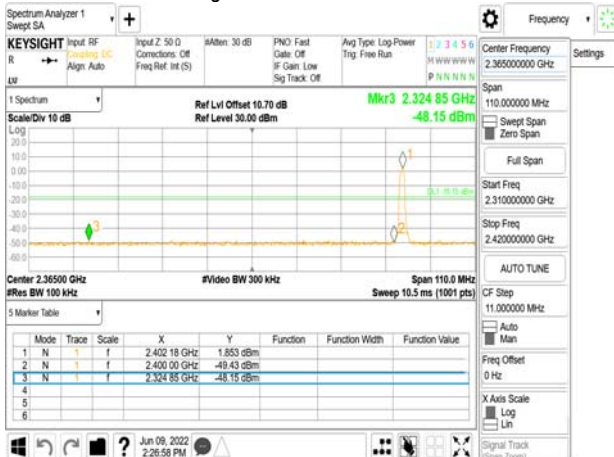 Spectrum Analyzer 1
Swept SA
Frequency
KEYSIGHT Input: RF
Coupling: DC
Align: Auto
Input Z: 50 Ω
Corrections: Off
Freq Ref: Int (S)
#Atten: 30 dB
PNO: Fast
Gate: Off
IF Gain: Low
Sig Track: Off
Avg Type: Log-Power
Trig: Free Run
1 2 3 4 5 6
M W W W W W
P N N N N N
R
LVI
Center Frequency
2.365000000 GHz
Settings
1 Spectrum
Scale/Div 10 dB
Ref Lvl Offset 10.70 dB
Ref Level 30.00 dBm
Mkr3 2.324 85 GHz
-48.15 dBm
Span
110.000000 MHz
Swept Span
Zero Span
Full Span
Start Freq
2.310000000 GHz
Stop Freq
2.420000000 GHz
AUTO TUNE
CF Step
11.000000 MHz
Auto
Man
Freq Offset
0 Hz
X Axis Scale
Log
Lin
Signal Track
(Span Zoom)
Log
20.0
10.0
0.00
-10.0
-20.0
-30.0
-40.0
-50.0
-60.0
1
2
3
Center 2.36500 GHz
#Res BW 100 kHz
#Video BW 300 kHz
Span 110.0 MHz
Sweep 10.5 ms (1001 pts)
5 Marker Table
Mode Trace Scale X Y Function Function Width Function Value
1 N 1 f 2.402 18 GHz 1.853 dBm
2 N 1 f 2.400 00 GHz -49.43 dBm
3 N 1 f 2.324 85 GHz -48.15 dBm
4
5
6
Jun 09, 2022
2:26:58 PM